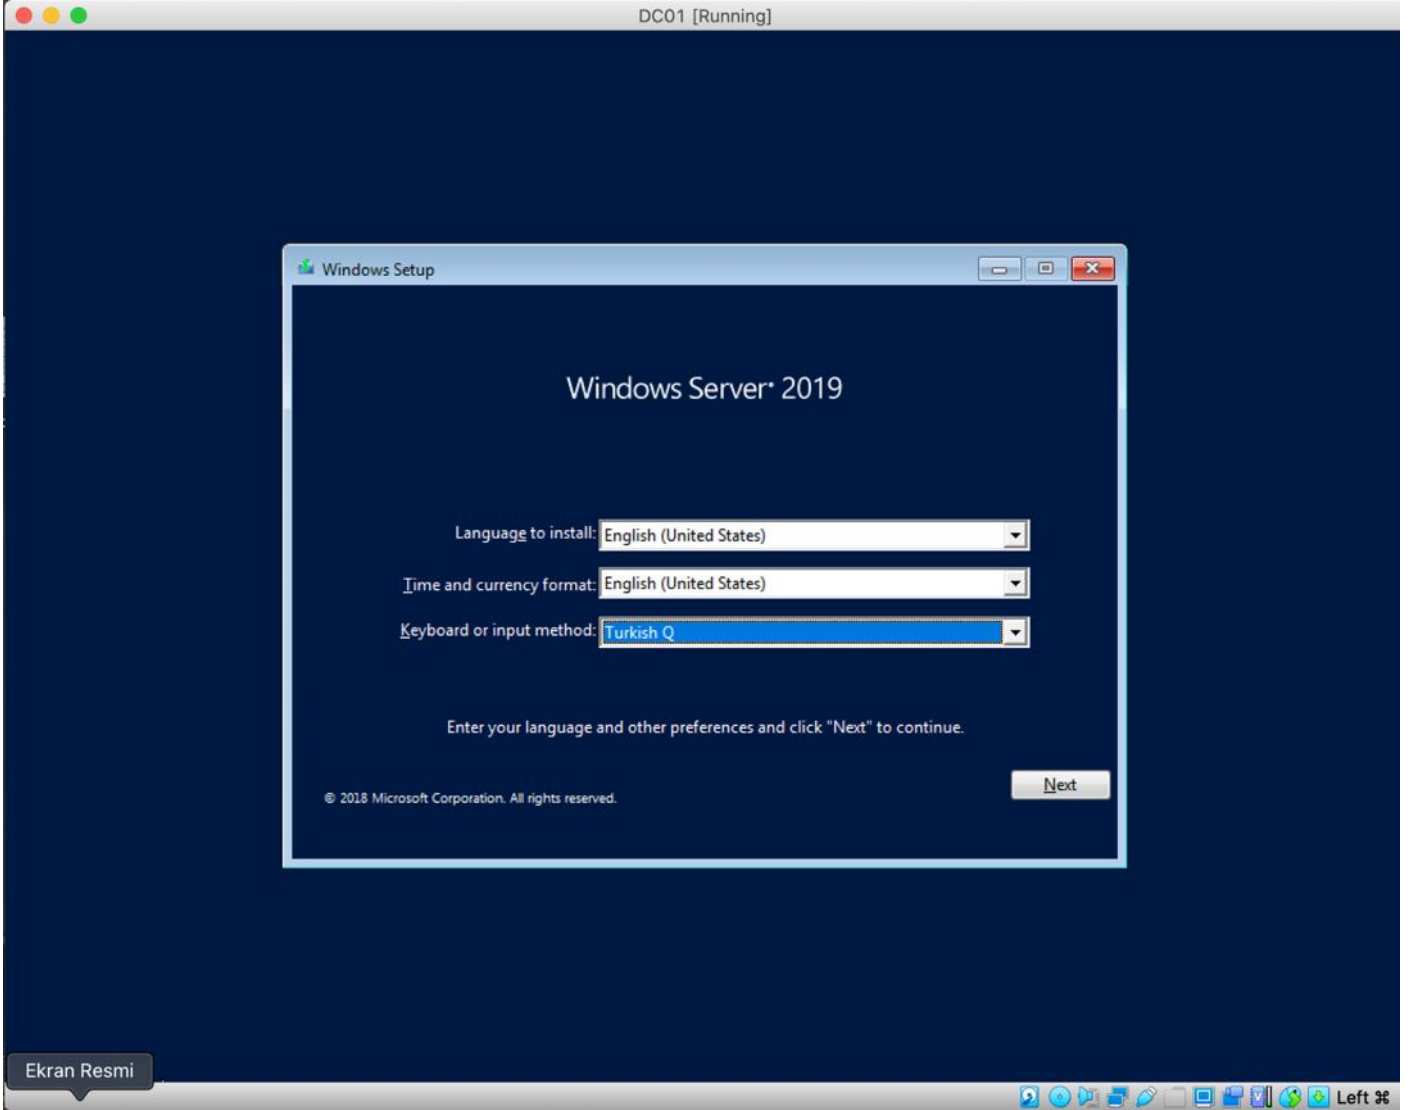 DC01 [Running]
Windows Setup
Windows Server® 2019
Language to install: English (United States)
Time and currency format: English (United States)
Keyboard or input method: Turkish Q
Enter your language and other preferences and click "Next" to continue.
Next
© 2018 Microsoft Corporation. All rights reserved.
Ekran Resmi
Left ⌘